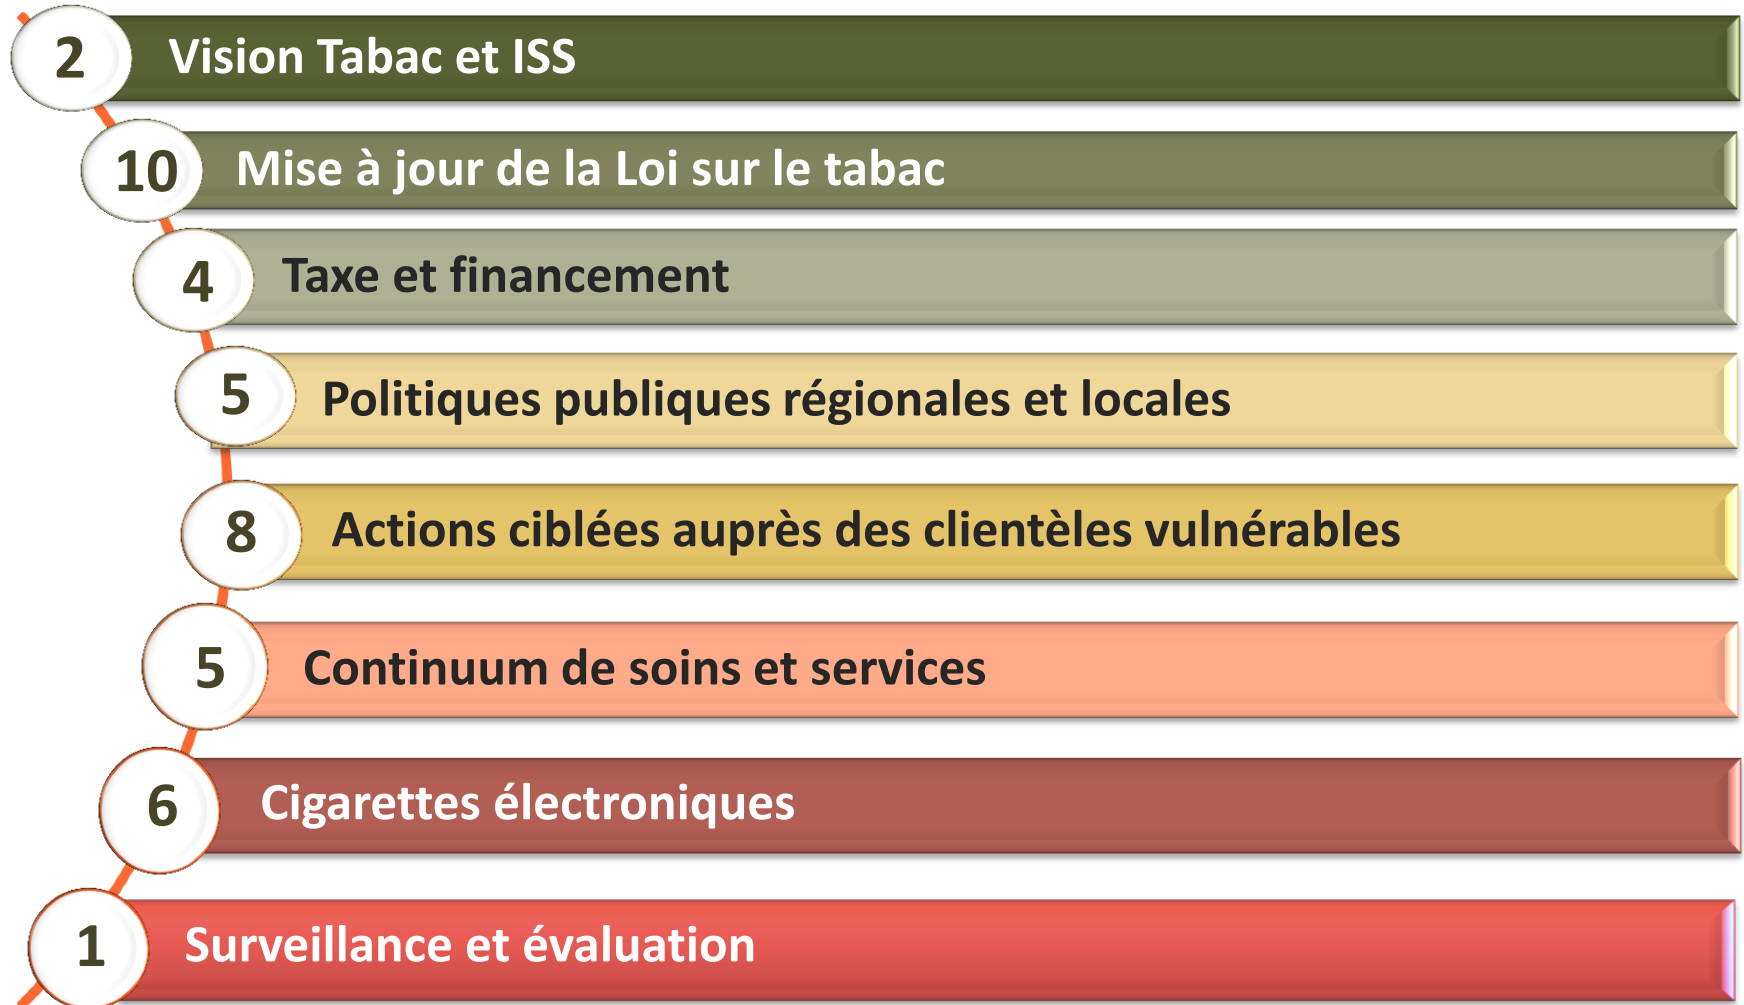 2 Vision Tabac et ISS
10 Mise à jour de la Loi sur le tabac
4 Taxe et financement
5 Politiques publiques régionales et locales
8 Actions ciblées auprès des clientèles vulnérables
5 Continuum de soins et services
6 Cigarettes électroniques
1 Surveillance et évaluation